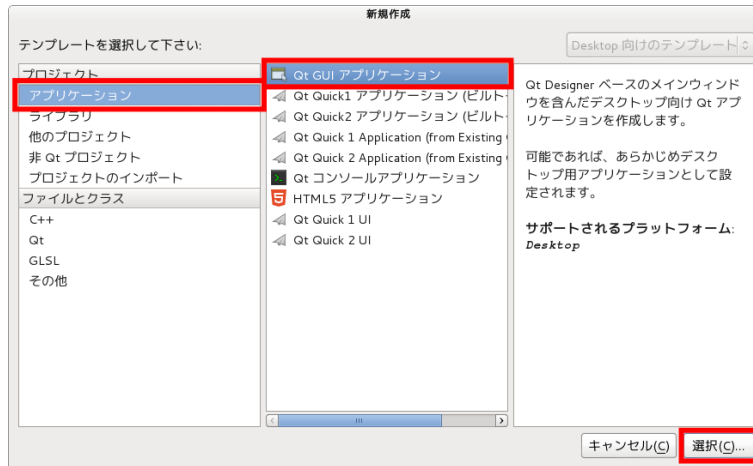 新規作成
テンプレートを選択して下さい:
Desktop 向けのテンプレート
プロジェクト
アプリケーション
ライブラリ
他のプロジェクト
非 Qt プロジェクト
プロジェクトのインポート
ファイルとクラス
C++
Qt
GLSL
その他
Qt GUI アプリケーション
Qt Quick1 アプリケーション (ビルト
Qt Quick2 アプリケーション (ビルト
Qt Quick 1 Application (from Existing
Qt Quick 2 Application (from Existing
Qt コンソールアプリケーション
HTML5 アプリケーション
Qt Quick 1 UI
Qt Quick 2 UI
Qt Designer ベースのメインウィンド
ウを含んだデスクトップ向け Qt アプ
リケーションを作成します。
可能であれば、あらかじめデスク
トップ用アプリケーションとして設
定されます。
サポートされるプラットフォーム:
Desktop
キャンセル(C)
選択(C)...